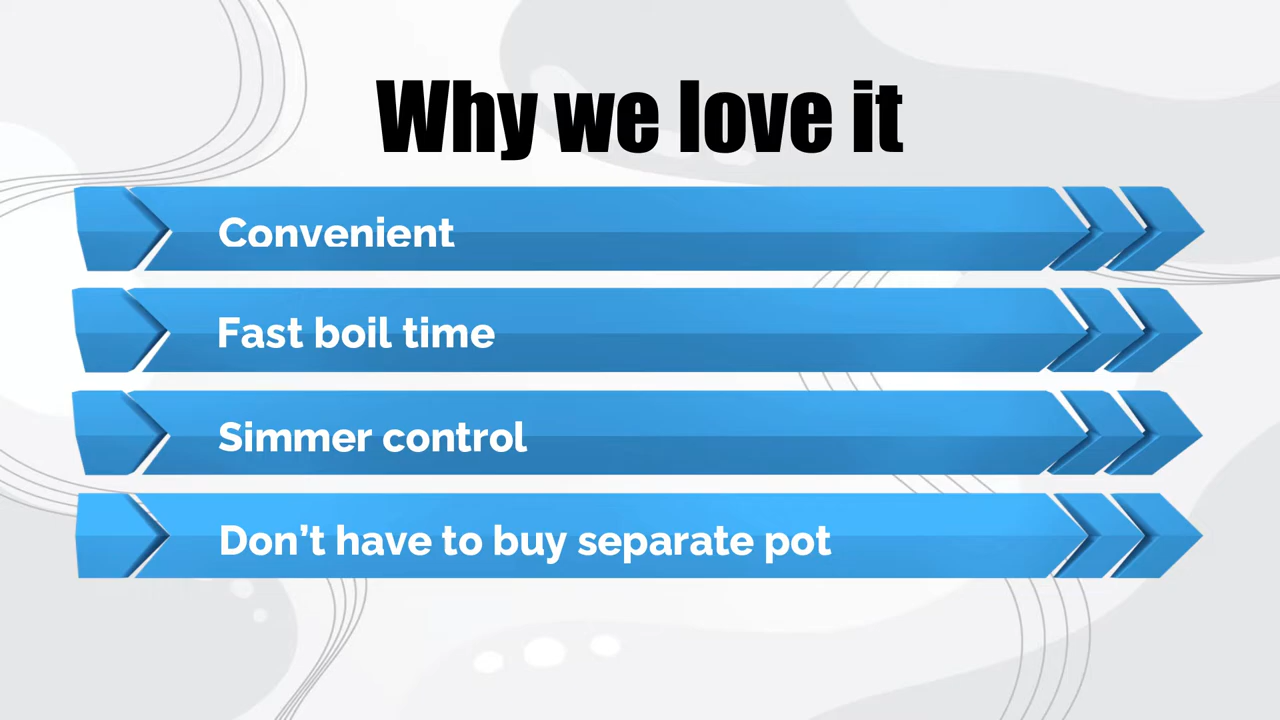 Why we love it
Convenient
Fast boil time
Simmer control
Don’t have to buy separate pot